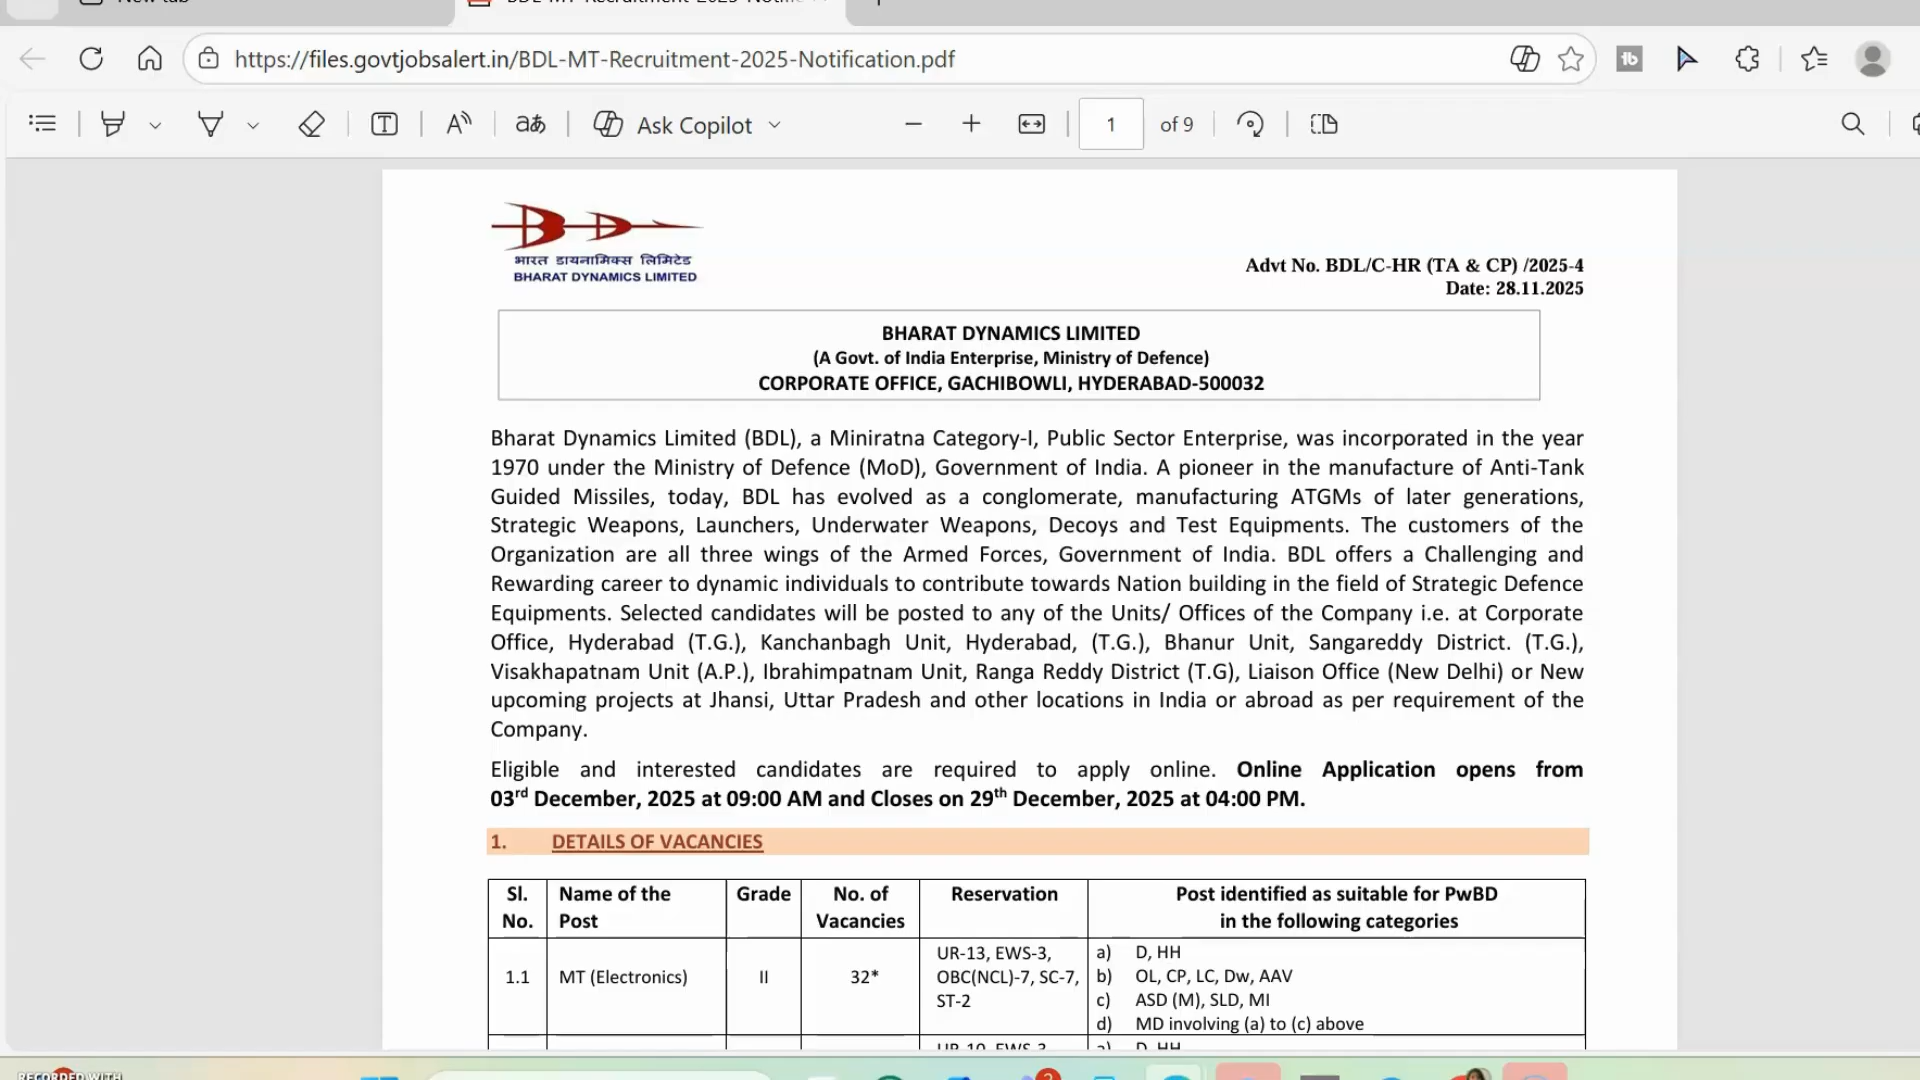 https://files.govtjobsalert.in/BDL-MT-Recruitment-2025-Notification.pdf
aあ
Ask Copilot
1 of 9
भारत डायनामिक्स लिमिटेड
BHARAT DYNAMICS LIMITED
Advt No. BDL/C-HR (TA & CP) /2025-4
Date: 28.11.2025
BHARAT DYNAMICS LIMITED
(A Govt. of India Enterprise, Ministry of Defence)
CORPORATE OFFICE, GACHIBOWLI, HYDERABAD-500032
Bharat Dynamics Limited (BDL), a Miniratna Category-I, Public Sector Enterprise, was incorporated in the year
1970 under the Ministry of Defence (MoD), Government of India. A pioneer in the manufacture of Anti-Tank
Guided Missiles, today, BDL has evolved as a conglomerate, manufacturing ATGMs of later generations,
Strategic Weapons, Launchers, Underwater Weapons, Decoys and Test Equipments. The customers of the
Organization are all three wings of the Armed Forces, Government of India. BDL offers a Challenging and
Rewarding career to dynamic individuals to contribute towards Nation building in the field of Strategic Defence
Equipments. Selected candidates will be posted to any of the Units/ Offices of the Company i.e. at Corporate
Office, Hyderabad (T.G.), Kanchanbagh Unit, Hyderabad, (T.G.), Bhanur Unit, Sangareddy District. (T.G.),
Visakhapatnam Unit (A.P.), Ibrahimpatnam Unit, Ranga Reddy District (T.G), Liaison Office (New Delhi) or New
upcoming projects at Jhansi, Uttar Pradesh and other locations in India or abroad as per requirement of the
Company.
Eligible and interested candidates are required to apply online. Online Application opens from
03rd December, 2025 at 09:00 AM and Closes on 29th December, 2025 at 04:00 PM.
1. DETAILS OF VACANCIES
Sl. No. Name of the Post Grade No. of Vacancies Reservation Post identified as suitable for PwBD in the following categories
1.1 MT (Electronics) II 32* UR-13, EWS-3, OBC(NCL)-7, SC-7, ST-2
a) D, HH
b) OL, CP, LC, Dw, AAV
c) ASD (M), SLD, MI
d) MD involving (a) to (c) above